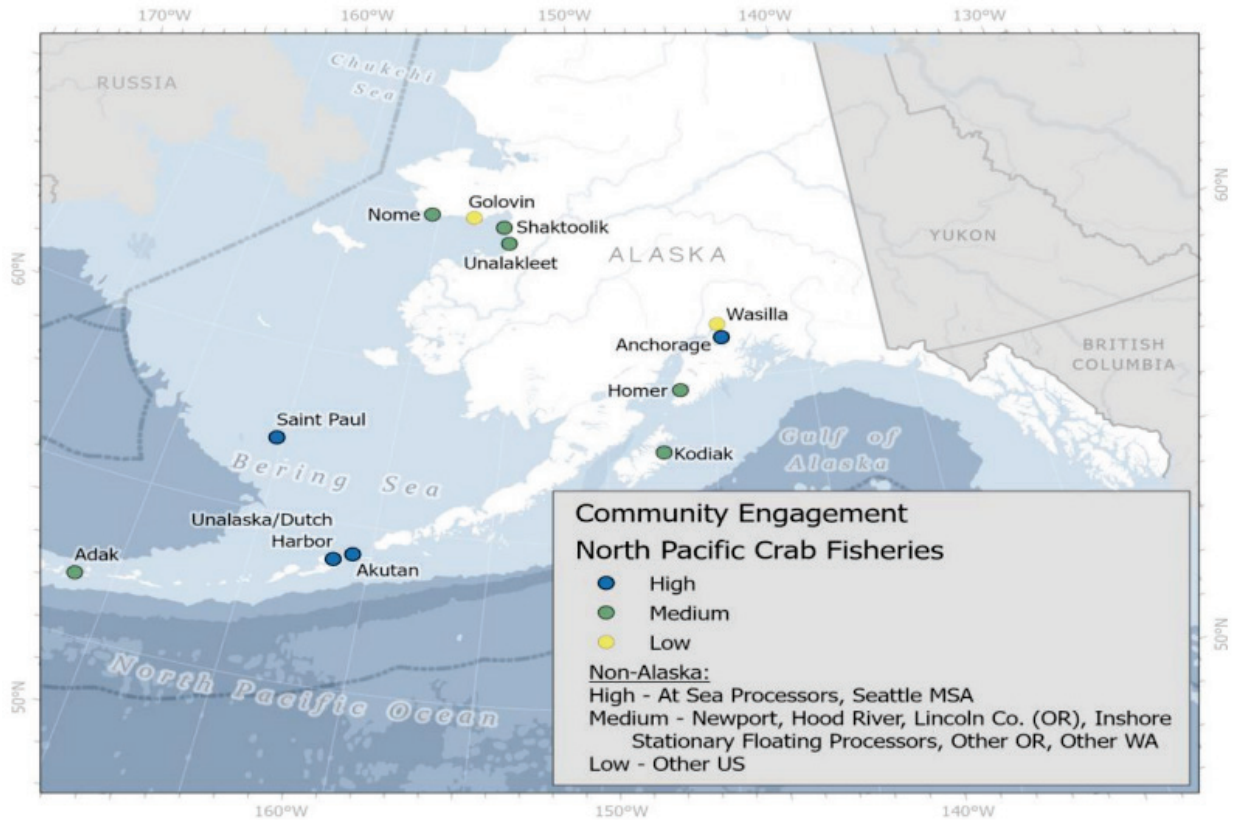 170°W
160°W
150°W
140°W
130°W
Chukchi
Sea
RUSSIA
60°N
60°N
Golovin
Nome
Shaktoolik
Unalakleet
ALASKA
YUKON
Wasilla
Anchorage
BRITISH
COLUMBIA
Homer
Saint Paul
Gulf of
Alaska
Kodiak
Bering Sea
Unalaska/Dutch
Harbor
Akutan
Adak
North Pacific Ocean
50°N
50°N
Community Engagement
North Pacific Crab Fisheries
High
Medium
Low
Non-Alaska:
High - At Sea Processors, Seattle MSA
Medium - Newport, Hood River, Lincoln Co. (OR), Inshore
Stationary Floating Processors, Other OR, Other WA
Low - Other US
160°W
150°W
140°W